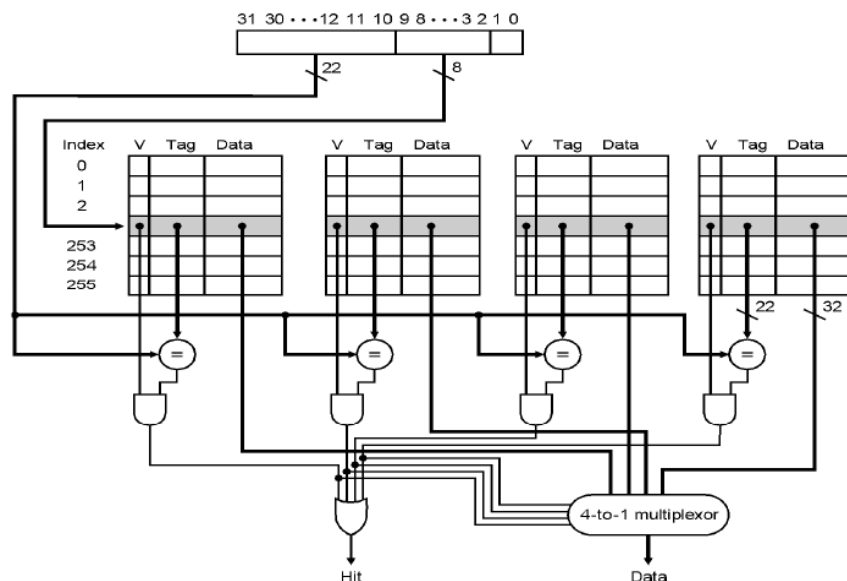 31 30 ••• 12 11 10 9 8 ••• 3 2 1 0
22 8
Index V Tag Data V Tag Data V Tag Data V Tag Data
0
1
2
253
254
255
22 32
= = = =
4-to-1 multiplexor
Hit Data